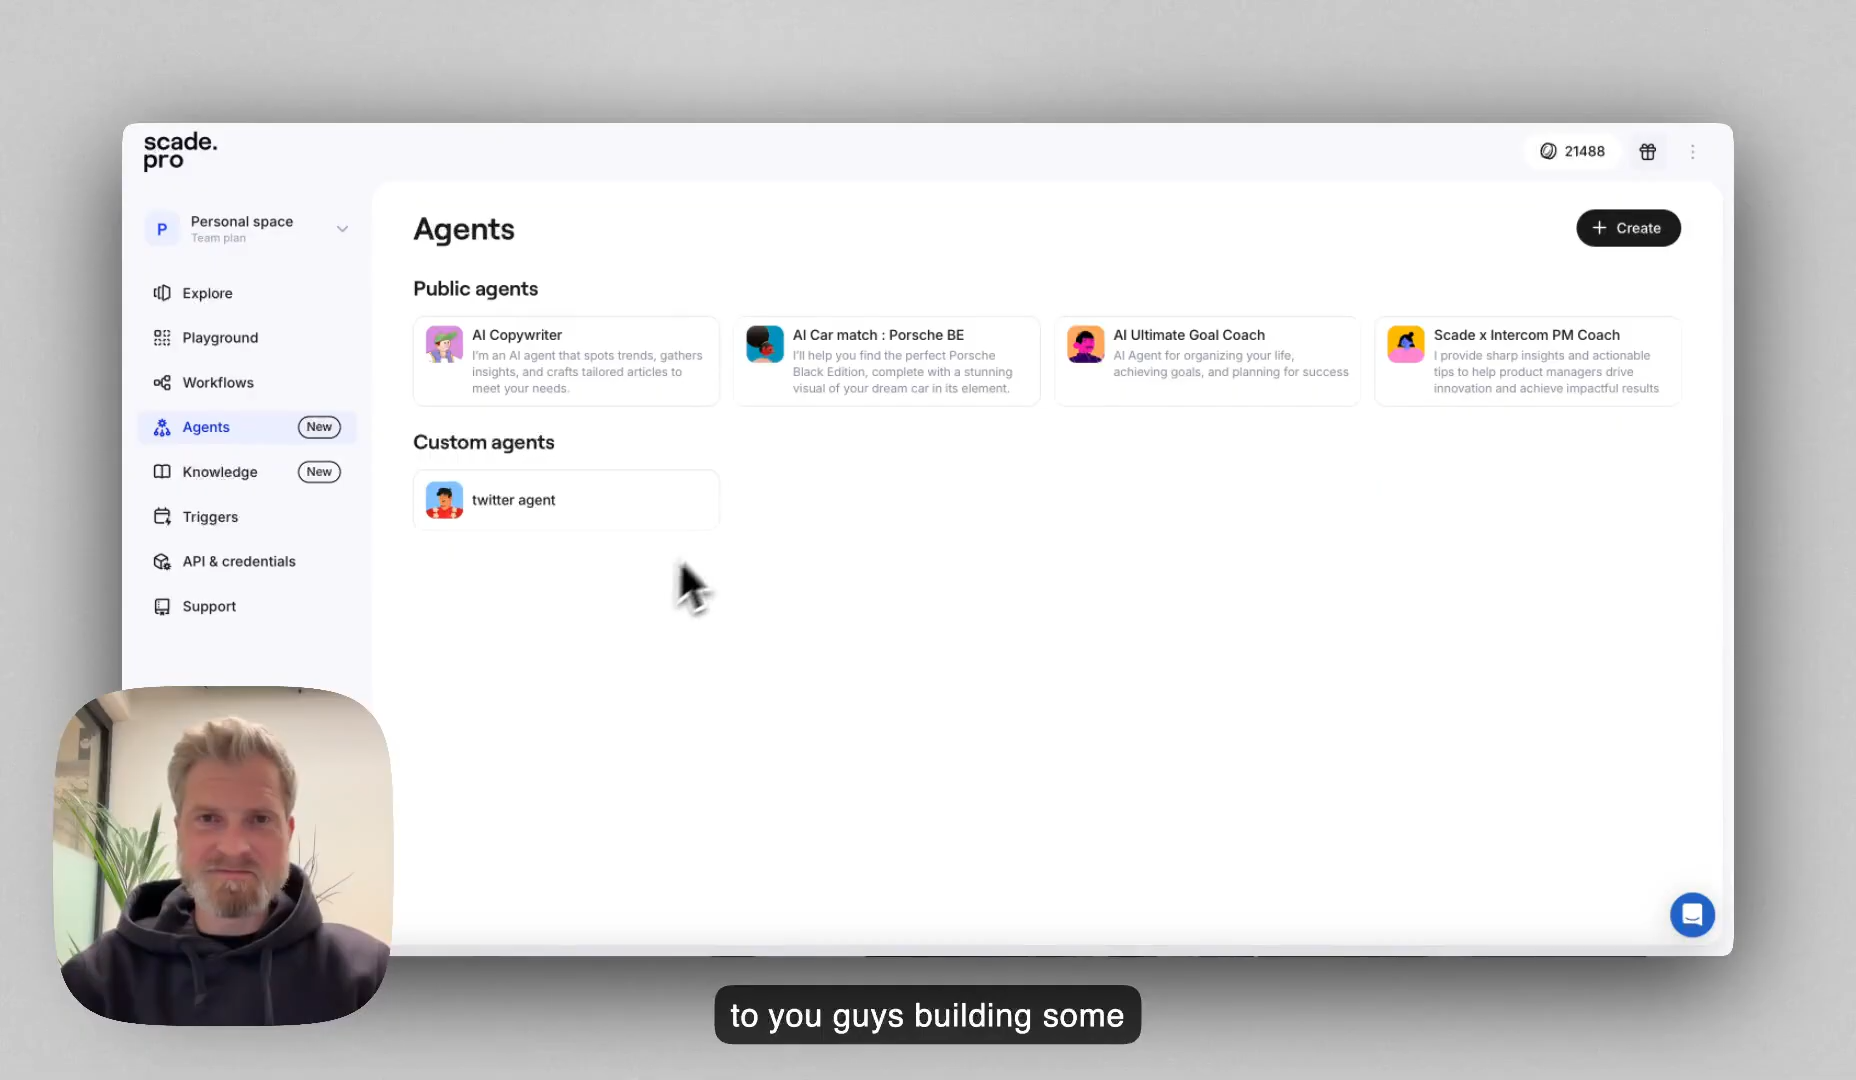 scade.
pro
21488
P
Personal space
Team plan
Explore
Playground
Workflows
Agents
New
Knowledge
New
Triggers
API & credentials
Support
Agents
Create
Public agents
AI Copywriter
I'm an AI agent that spots trends, gathers
insights, and crafts tailored articles to
meet your needs.
AI Car match : Porsche BE
I'll help you find the perfect Porsche
Black Edition, complete with a stunning
visual of your dream car in its element.
AI Ultimate Goal Coach
AI Agent for organizing your life,
achieving goals, and planning for success
Scade x Intercom PM Coach
I provide sharp insights and actionable
tips to help product managers drive
innovation and achieve impactful results
Custom agents
twitter agent
to you guys building some